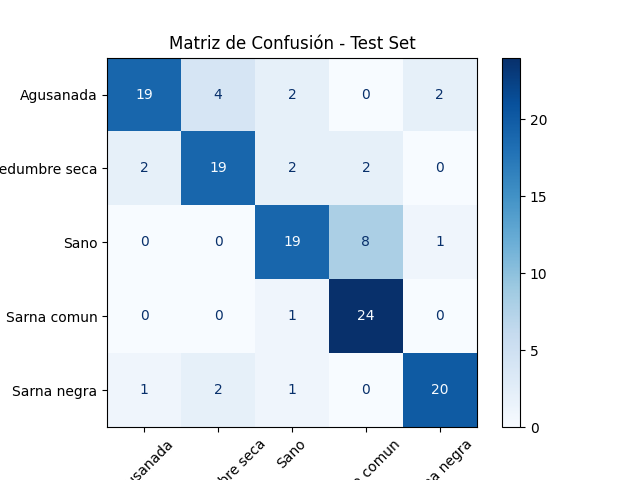 Matriz de Confusión - Test Set
Agusanada 19 4 2 0 2
edumbre seca 2 19 2 2 0
Sano 0 0 19 8 1
Sarna comun 0 0 1 24 0
Sarna negra 1 2 1 0 20
usanada bre seca Sano comun na negra
20
15
10
5
0